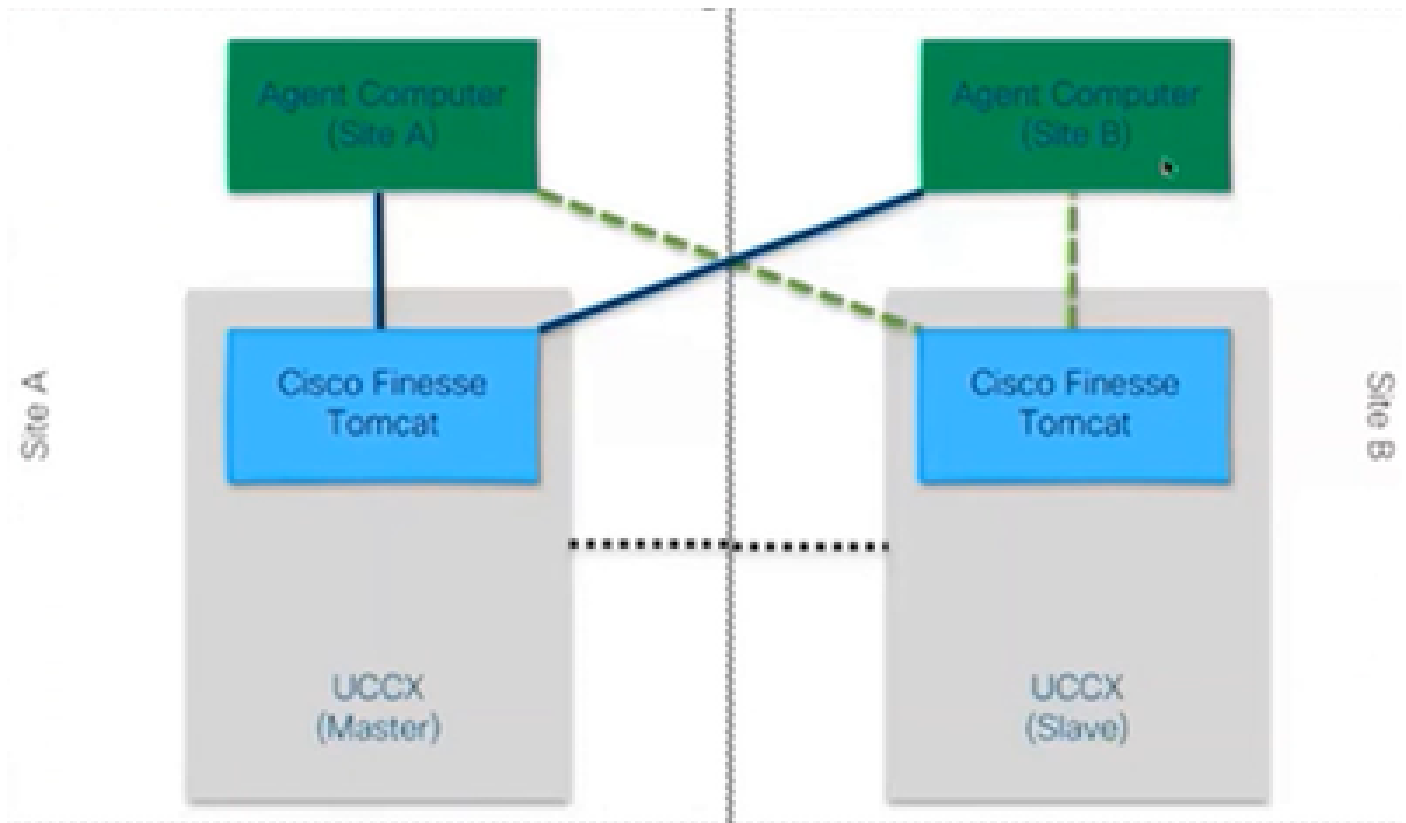 Agent Computer
(Site A)
Agent Computer
(Site B)
Site A
Cisco Finesse
Tomcat
Cisco Finesse
Tomcat
Site B
UCCX
(Master)
UCCX
(Slave)